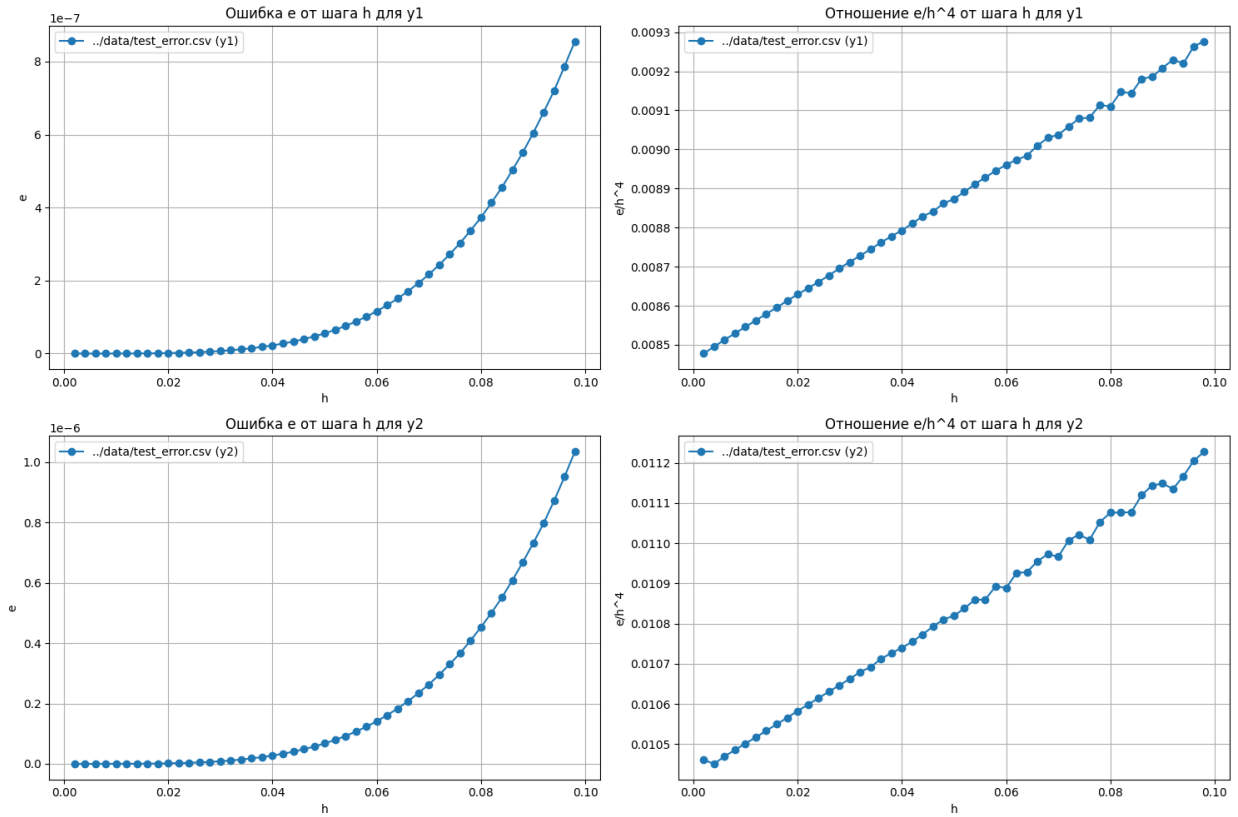 Ошибка e от шага h для y1
1e-7
../data/test_error.csv (y1)
8
6
4
2
0
e
0.00
0.02
0.04
0.06
0.08
0.10
h
Отношение e/h^4 от шага h для y1
../data/test_error.csv (y1)
0.0093
0.0092
0.0091
0.0090
0.0089
0.0088
0.0087
0.0086
0.0085
e/h^4
0.00
0.02
0.04
0.06
0.08
0.10
h
Ошибка e от шага h для y2
1e-6
../data/test_error.csv (y2)
1.0
0.8
0.6
0.4
0.2
0.0
e
0.00
0.02
0.04
0.06
0.08
0.10
h
Отношение e/h^4 от шага h для y2
../data/test_error.csv (y2)
0.0112
0.0111
0.0110
0.0109
0.0108
0.0107
0.0106
0.0105
e/h^4
0.00
0.02
0.04
0.06
0.08
0.10
h